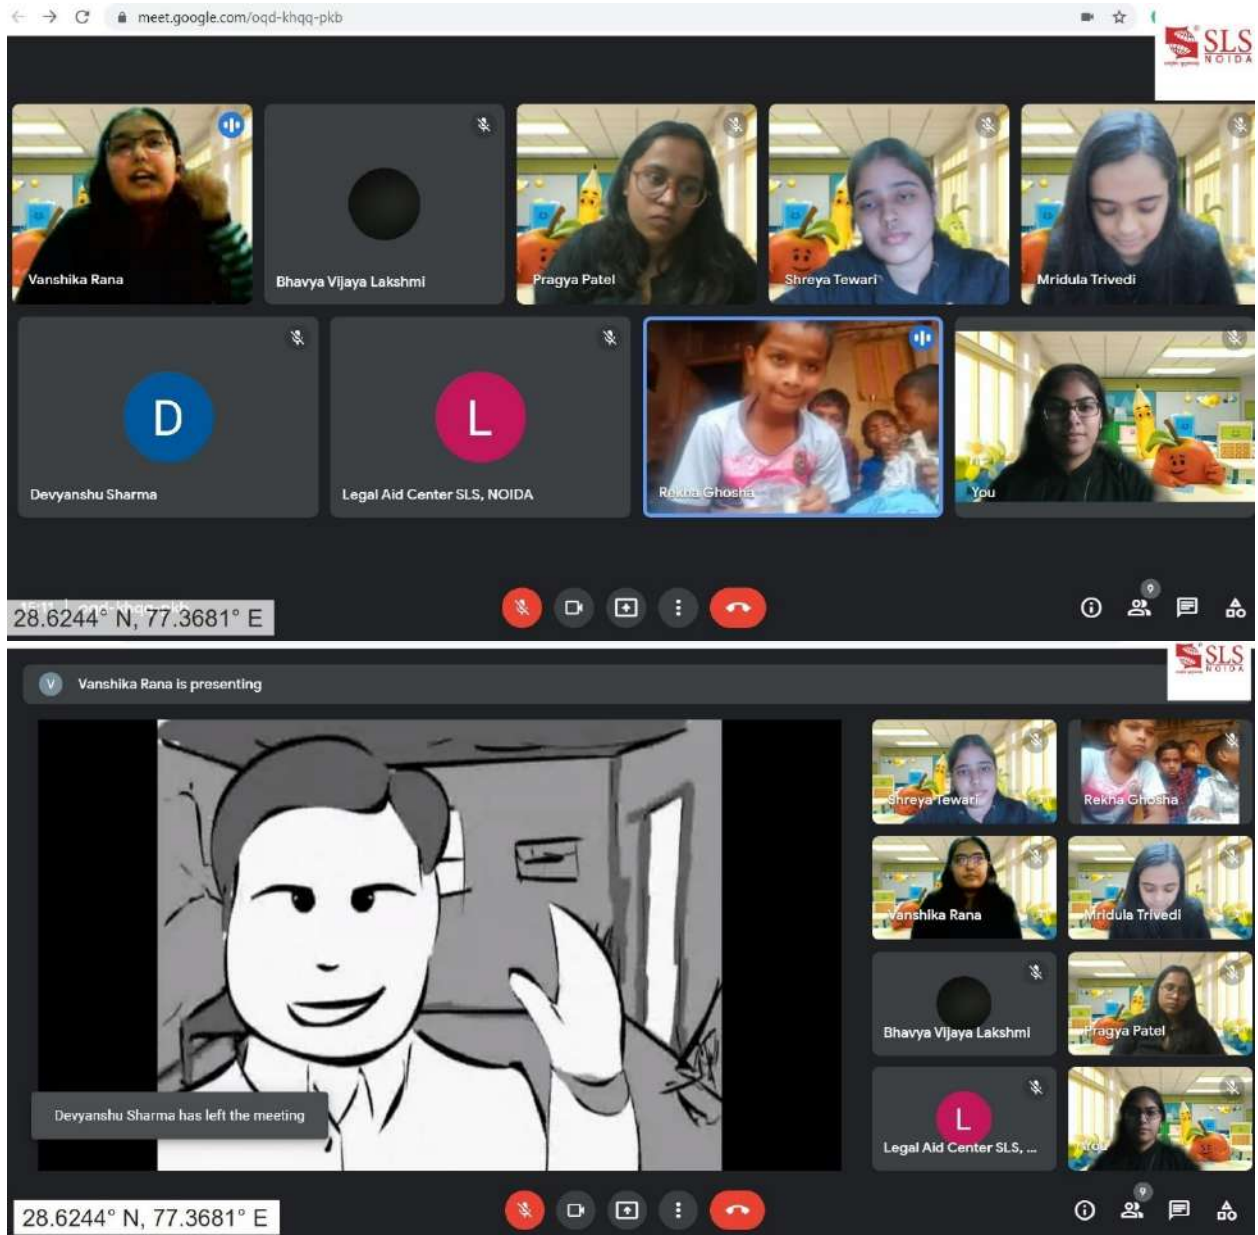 meet.google.com/oqd-khqq-pkb
SLS
NOIDA
Vanshika Rana
Bhavya Vijaya Lakshmi
Pragya Patel
Shreya Tewari
Mridula Trivedi
D
Devyanshu Sharma
L
Legal Aid Center SLS, NOIDA
Rekha Ghosha
You
9
28.6244° N, 77.3681° E
SLS
NOIDA
V
Vanshika Rana is presenting
Shreya Tewari
Rekha Ghosha
Vanshika Rana
Mridula Trivedi
Bhavya Vijaya Lakshmi
Pragya Patel
Devyanshu Sharma has left the meeting
L
Legal Aid Center SLS, ...
You
9
28.6244° N, 77.3681° E